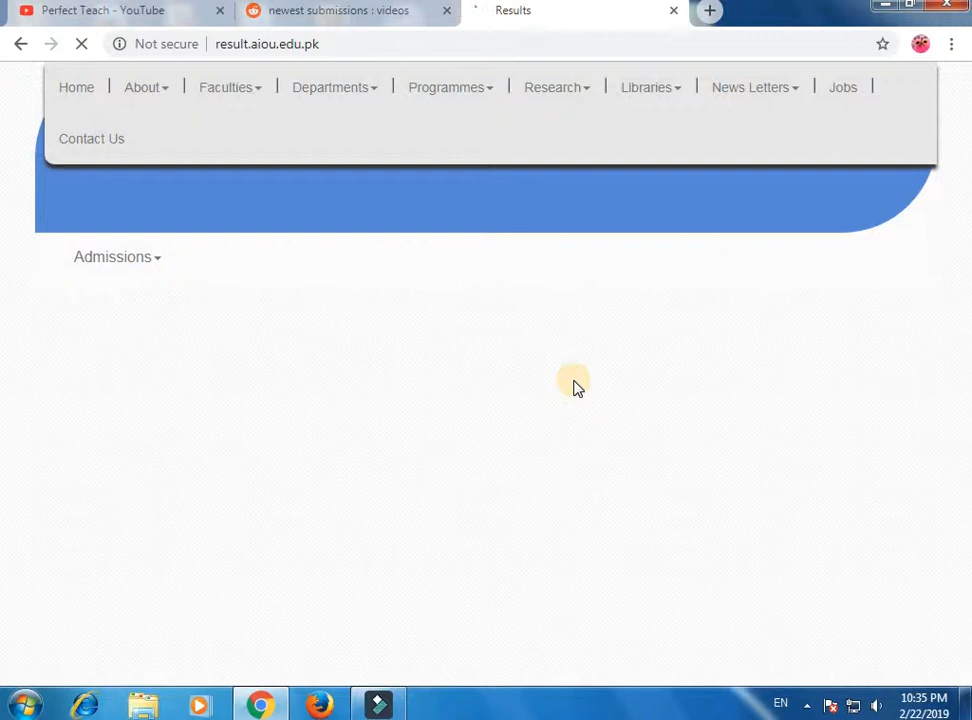 Perfect Teach - YouTube
newest submissions : videos
Results
Not secure
result.aiou.edu.pk
Home
About
Faculties
Departments
Programmes
Research
Libraries
News Letters
Jobs
Contact Us
Admissions
EN
10:35 PM
2/22/2019